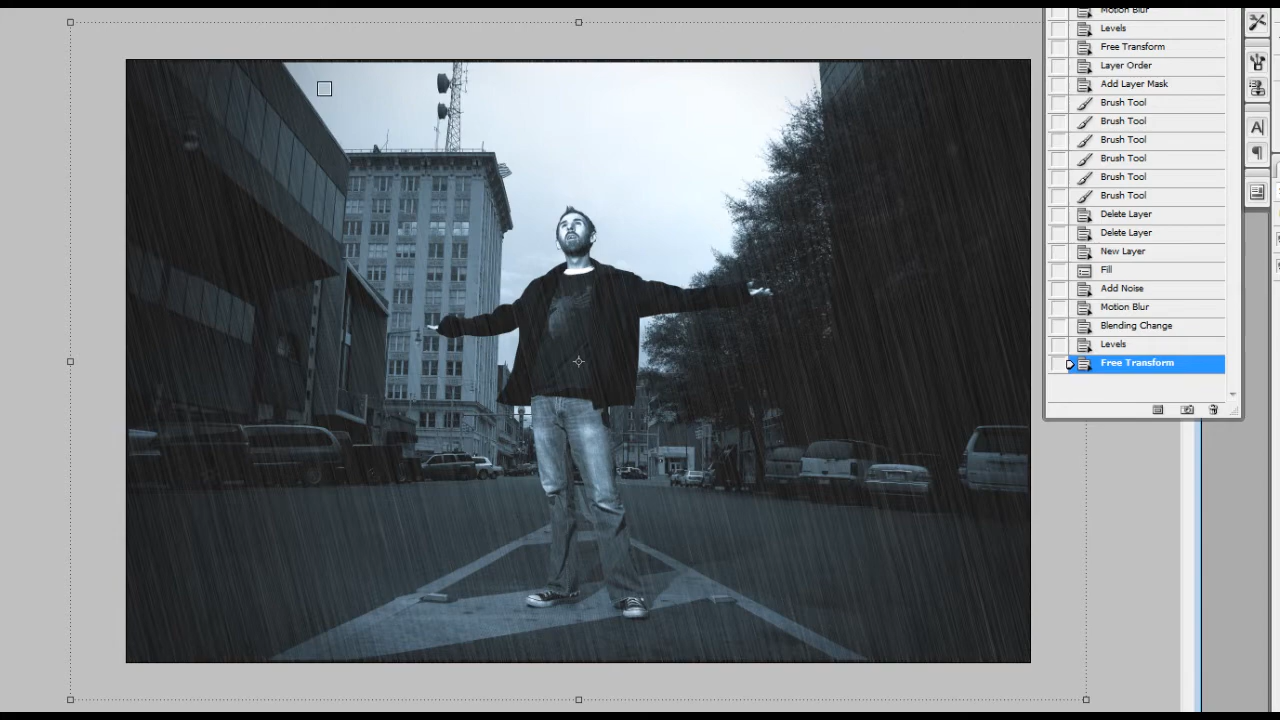 Motion Blur
Levels
Free Transform
Layer Order
Add Layer Mask
Brush Tool
Brush Tool
Brush Tool
Brush Tool
Brush Tool
Brush Tool
Delete Layer
Delete Layer
New Layer
Fill
Add Noise
Motion Blur
Blending Change
Levels
Free Transform